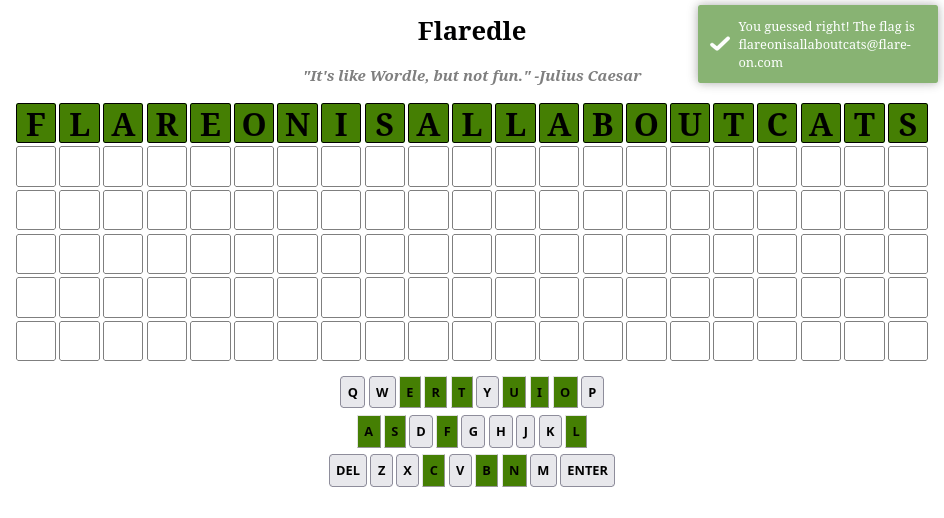 Flaredle
You guessed right! The flag is
flareonisallaboutcats@flare-
on.com
"It's like Wordle, but not fun." -Julius Caesar
F L A R E O N I S A L L A B O U T C A T S
Q W E R T Y U I O P
A S D F G H J K L
DEL Z X C V B N M ENTER